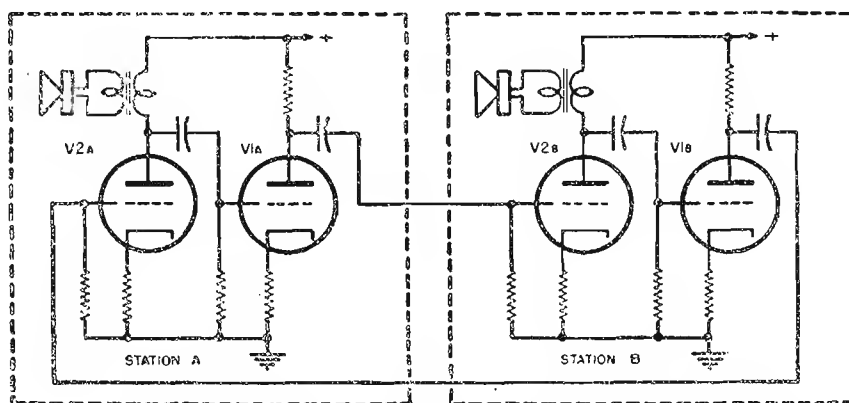 +
+
V2A
V1A
V2B
V1B
STATION A
STATION B